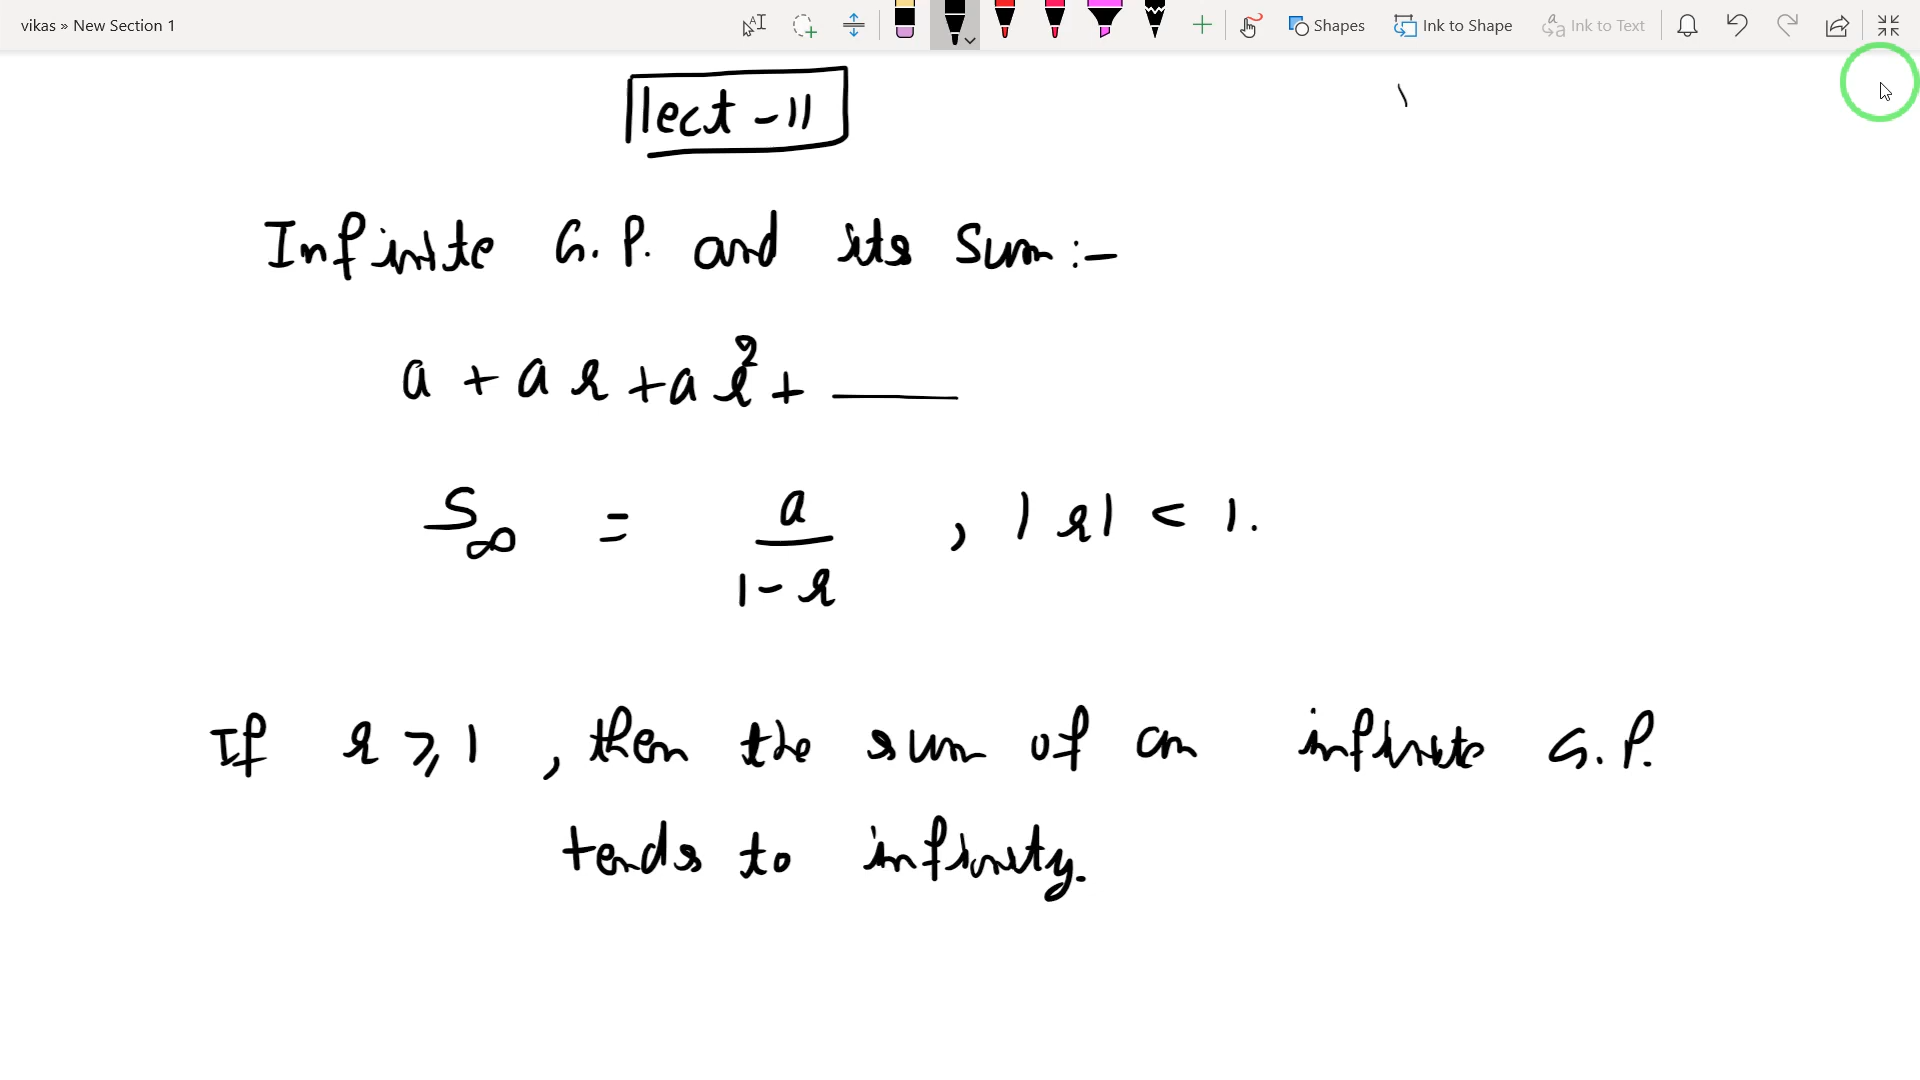 vikas » New Section 1
Shapes
Ink to Shape
Ink to Text
lect - 11
Infinite G.P. and its Sum :-
a + ar + ar² + ___
S∞ = a / 1 - r , |r| < 1.
If r ⩾ 1 , then the sum of an infinite G.P.
tends to infinity.